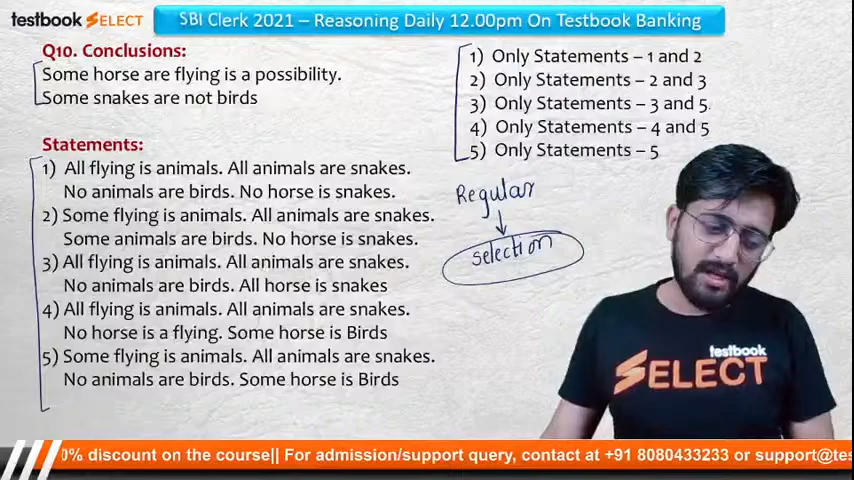 testbook SELECT
SBI Clerk 2021 – Reasoning Daily 12.00pm On Testbook Banking
Q10. Conclusions:
Some horse are flying is a possibility.
Some snakes are not birds
Statements:
1) All flying is animals. All animals are snakes.
No animals are birds. No horse is snakes.
2) Some flying is animals. All animals are snakes.
Some animals are birds. No horse is snakes.
3) All flying is animals. All animals are snakes.
No animals are birds. All horse is snakes
4) All flying is animals. All animals are snakes.
No horse is a flying. Some horse is Birds
5) Some flying is animals. All animals are snakes.
No animals are birds. Some horse is Birds
1) Only Statements – 1 and 2
2) Only Statements – 2 and 3
3) Only Statements – 3 and 5.
4) Only Statements – 4 and 5
5) Only Statements – 5
Regular
selection
testbook
SELECT
0% discount on the course|| For admission/support query, contact at +91 8080433233 or support@tes